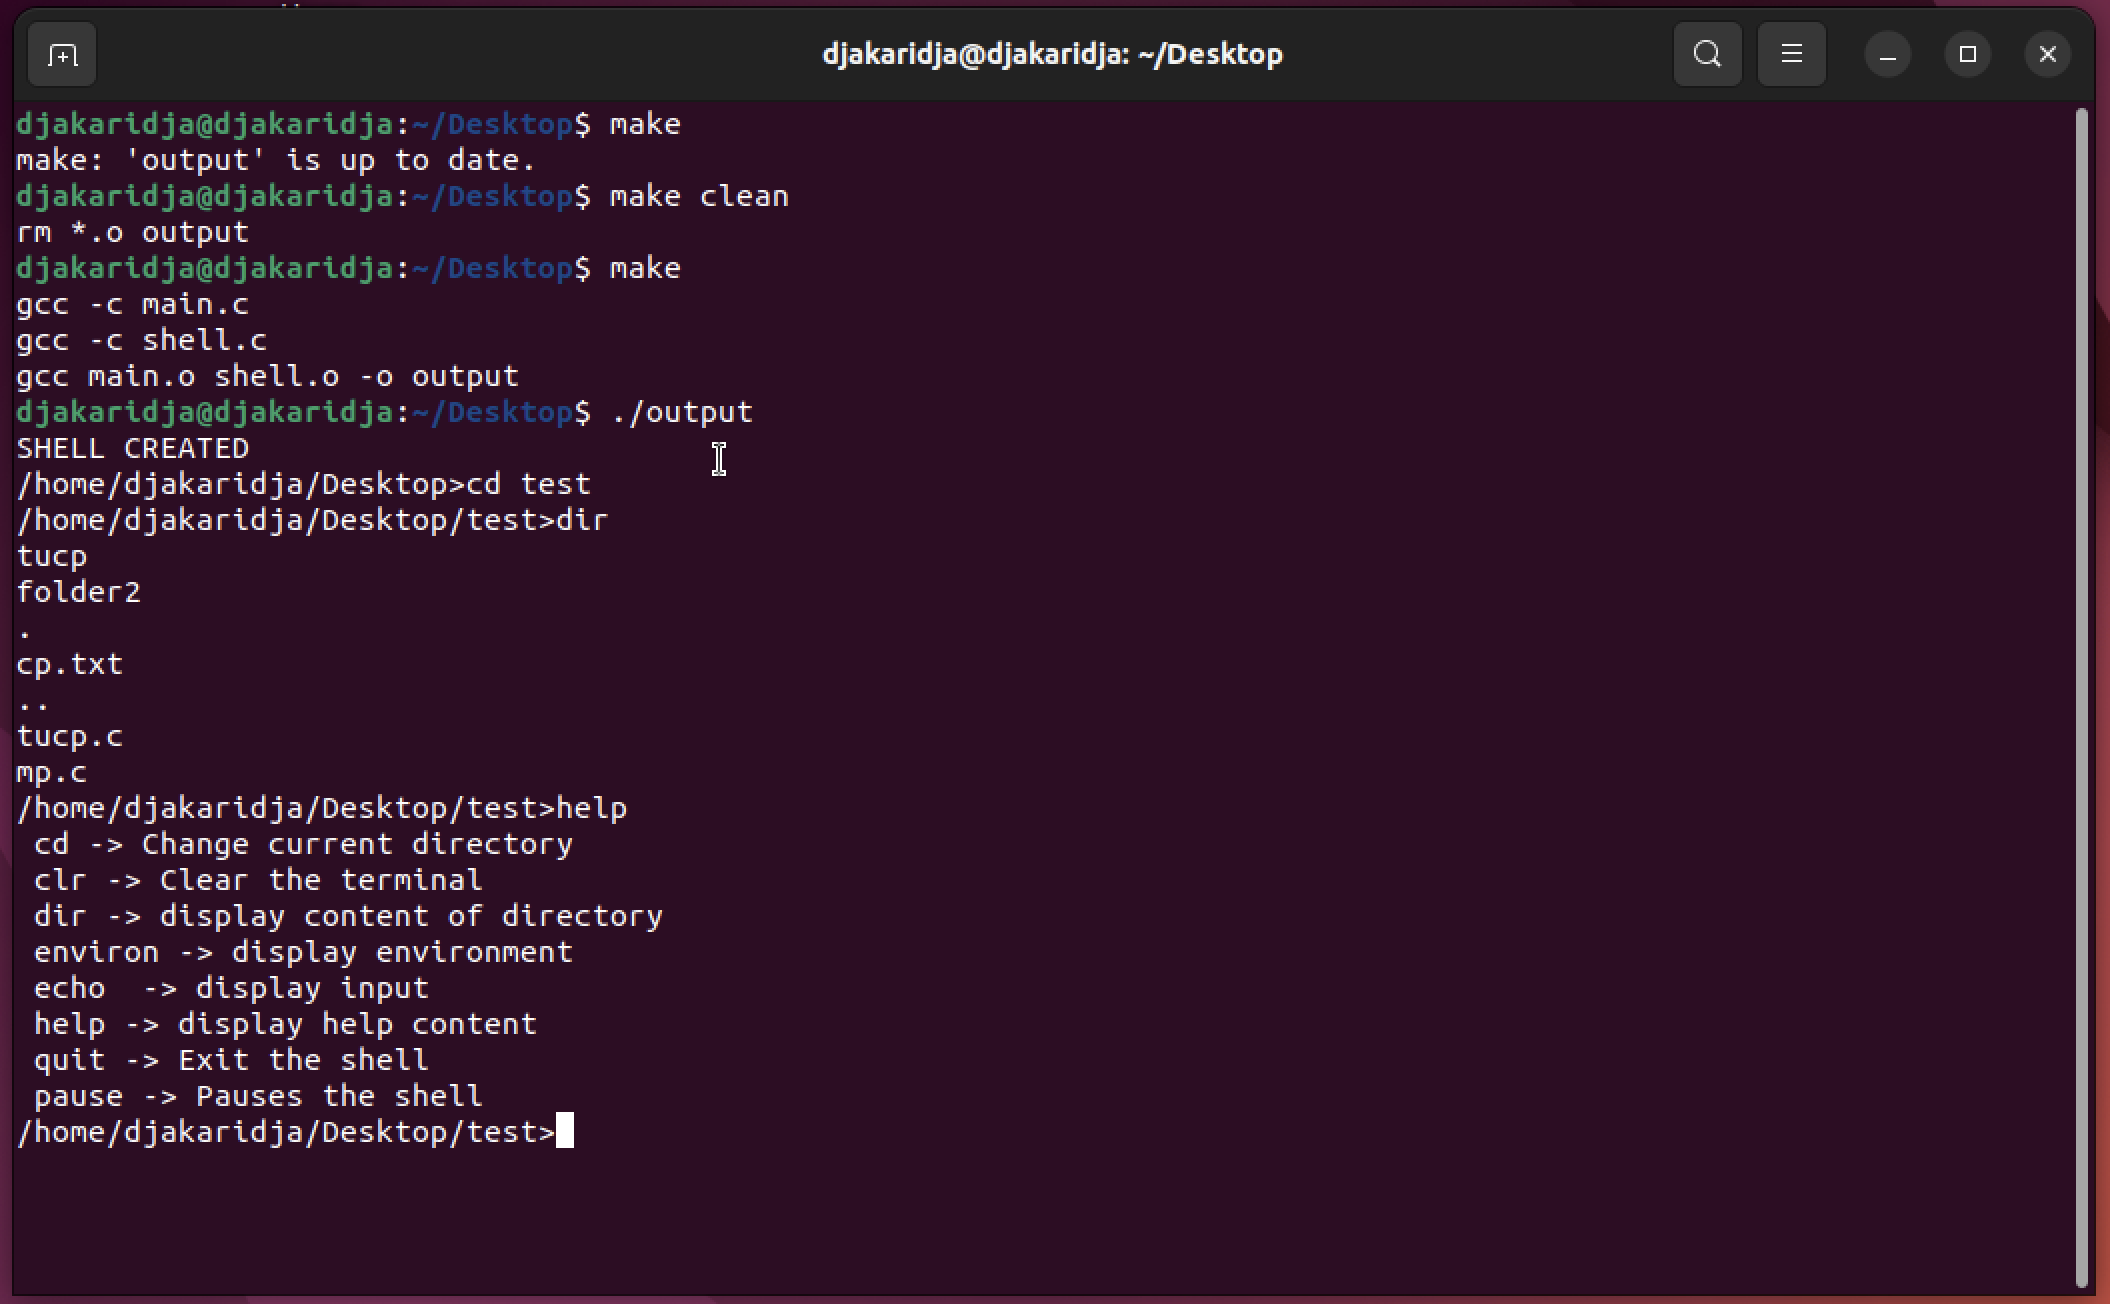 djakaridja@djakaridja: ~/Desktop
djakaridja@djakaridja:~/Desktop$ make
make: 'output' is up to date.
djakaridja@djakaridja:~/Desktop$ make clean
rm *.o output
djakaridja@djakaridja:~/Desktop$ make
gcc -c main.c
gcc -c shell.c
gcc main.o shell.o -o output
djakaridja@djakaridja:~/Desktop$ ./output
SHELL CREATED
/home/djakaridja/Desktop>cd test
/home/djakaridja/Desktop/test>dir
tucp
folder2
.
cp.txt
..
tucp.c
mp.c
/home/djakaridja/Desktop/test>help
 cd -> Change current directory
 clr -> Clear the terminal
 dir -> display content of directory
 environ -> display environment
 echo  -> display input
 help -> display help content
 quit -> Exit the shell
 pause -> Pauses the shell
/home/djakaridja/Desktop/test>